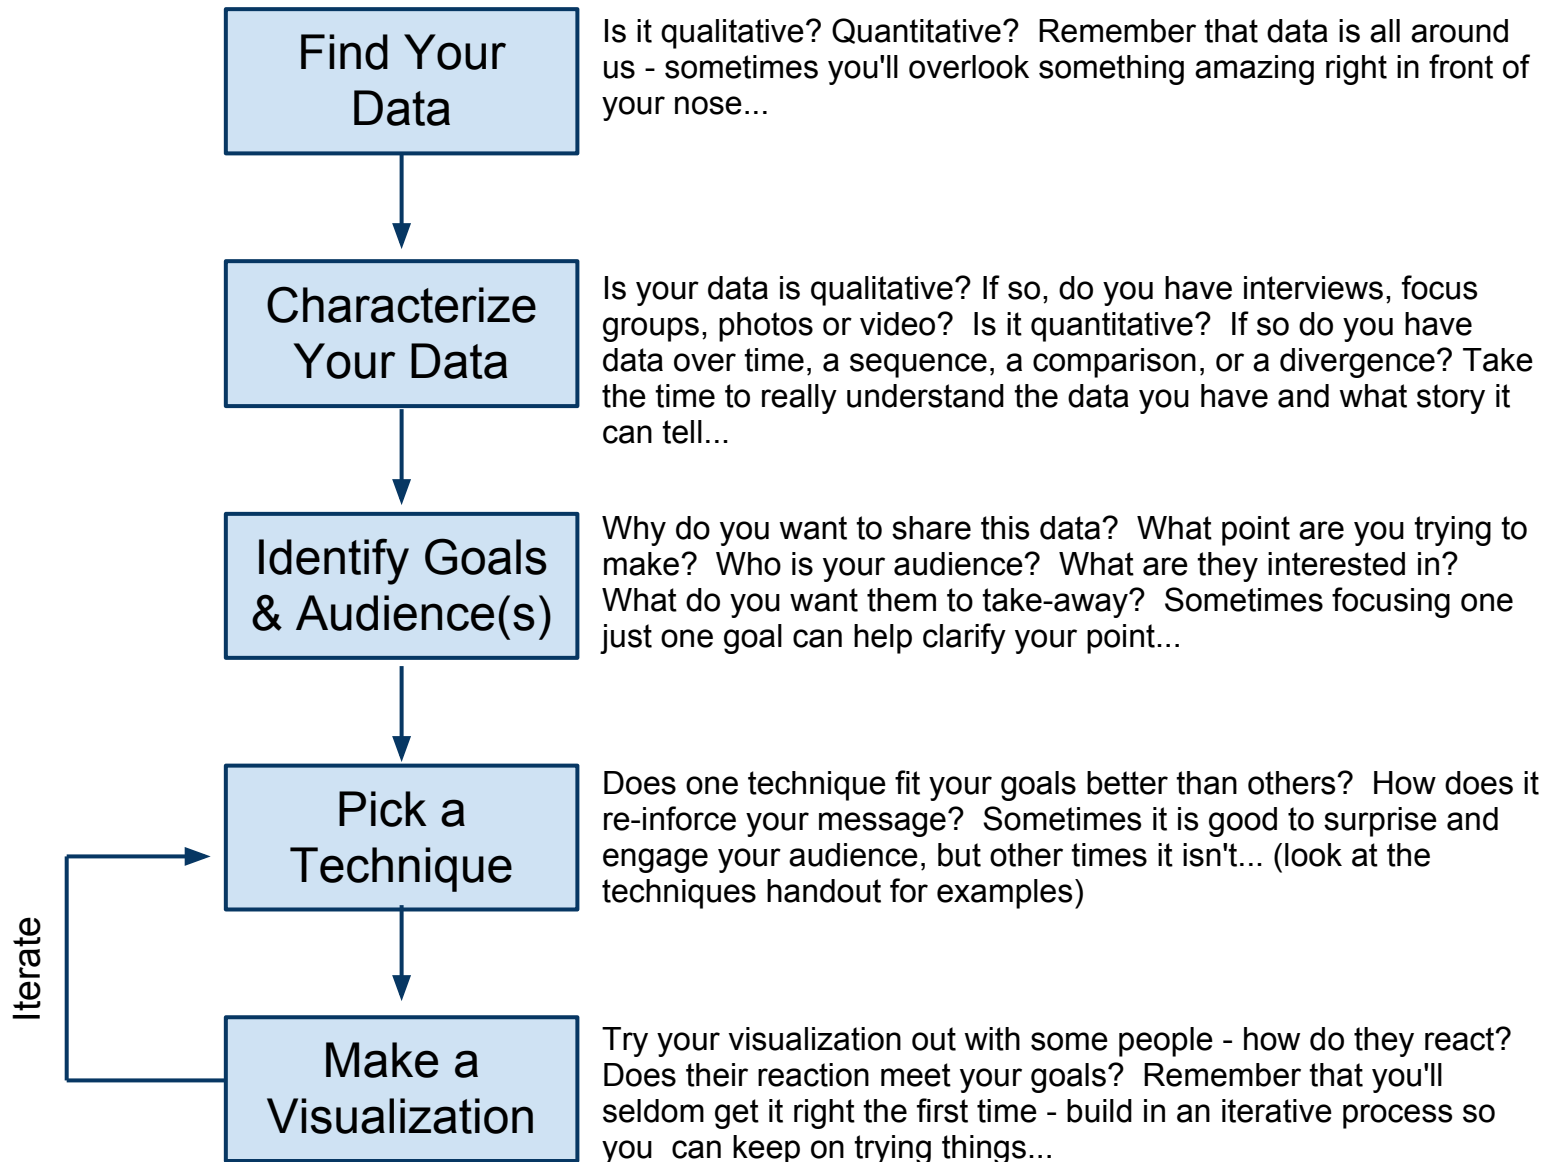 Find Your
Data
Is it qualitative? Quantitative?  Remember that data is all around
us - sometimes you'll overlook something amazing right in front of
your nose...
Characterize
Your Data
Is your data is qualitative? If so, do you have interviews, focus
groups, photos or video?  Is it quantitative?  If so do you have
data over time, a sequence, a comparison, or a divergence? Take
the time to really understand the data you have and what story it
can tell...
Identify Goals
& Audience(s)
Why do you want to share this data?  What point are you trying to
make?  Who is your audience?  What are they interested in?
What do you want them to take-away?  Sometimes focusing one
just one goal can help clarify your point...
Pick a
Technique
Does one technique fit your goals better than others?  How does it
re-inforce your message?  Sometimes it is good to surprise and
engage your audience, but other times it isn't... (look at the
techniques handout for examples)
Iterate
Make a
Visualization
Try your visualization out with some people - how do they react?
Does their reaction meet your goals?  Remember that you'll
seldom get it right the first time - build in an iterative process so
you  can keep on trying things...